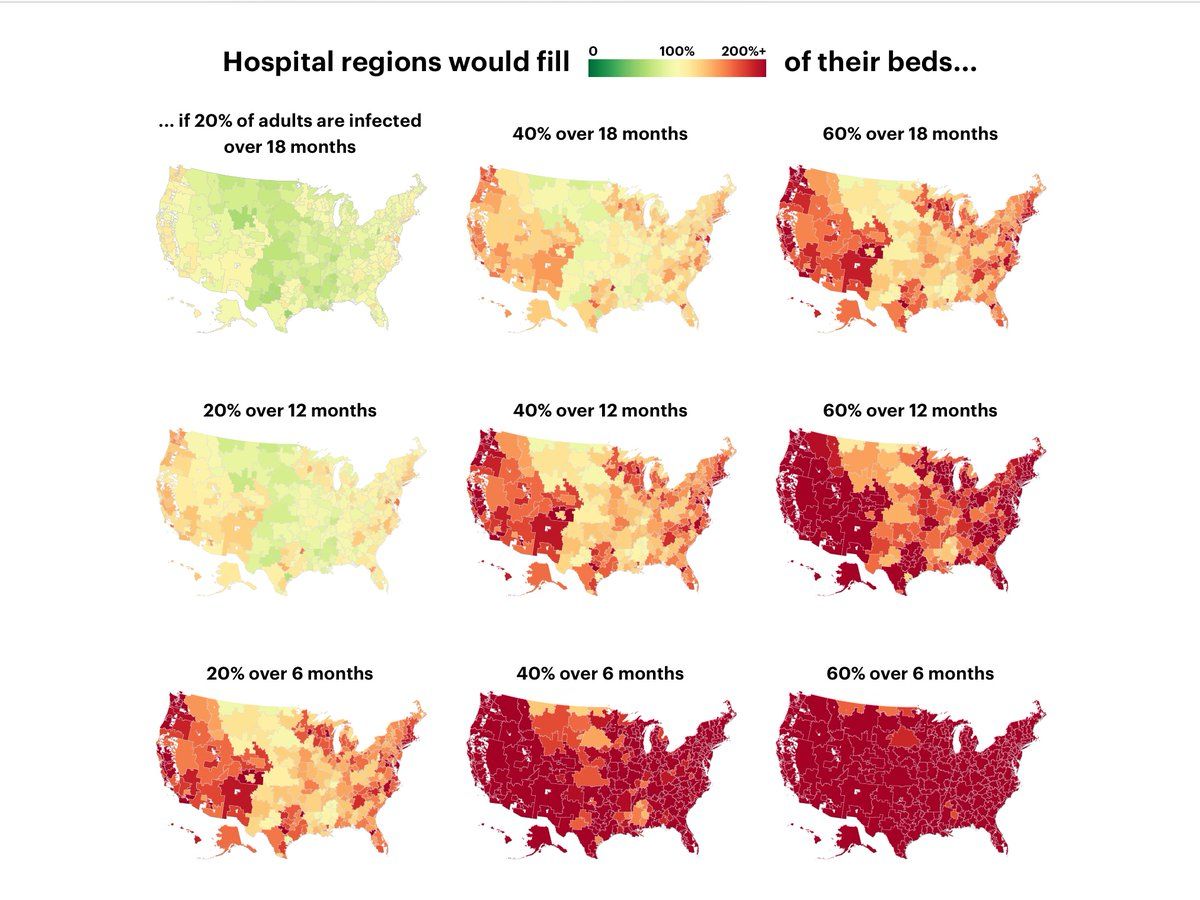 Hospital regions would fill 0 100% 200%+ of their beds...
... if 20% of adults are infected
over 18 months
40% over 18 months
60% over 18 months
20% over 12 months
40% over 12 months
60% over 12 months
20% over 6 months
40% over 6 months
60% over 6 months